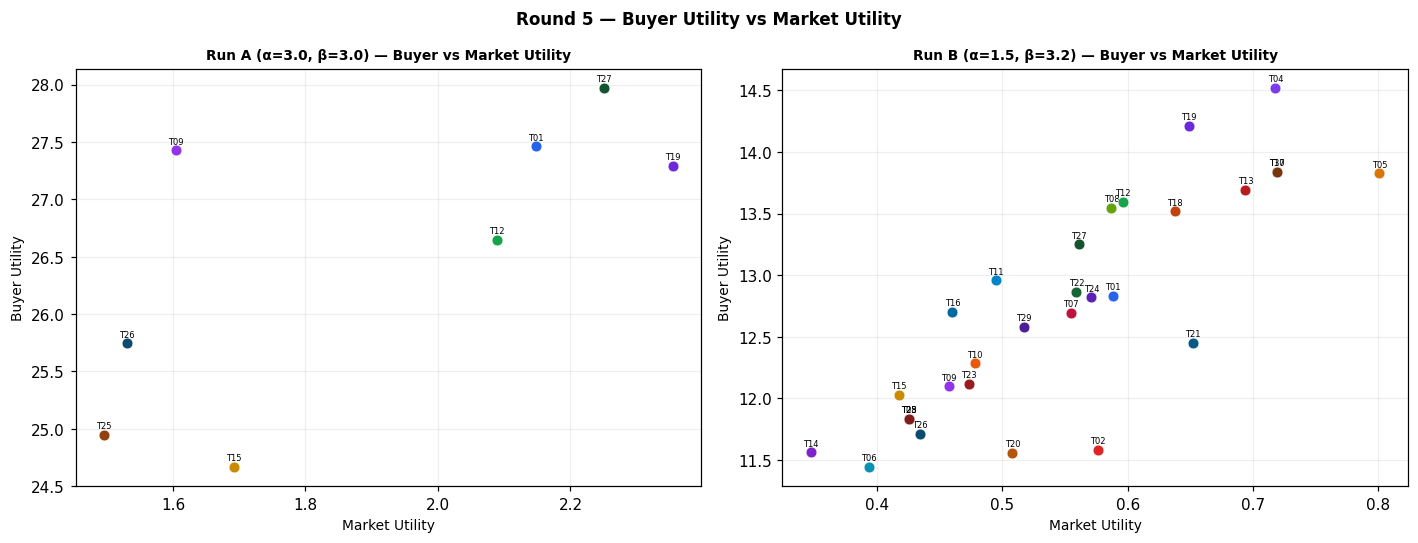 Round 5 — Buyer Utility vs Market Utility
Run A (α=3.0, β=3.0) — Buyer vs Market Utility
28.0
27.5
27.0
26.5
26.0
25.5
25.0
24.5
Buyer Utility
T27
T09
T01
T19
T12
T26
T25
T15
1.6
1.8
2.0
2.2
Market Utility
Run B (α=1.5, β=3.2) — Buyer vs Market Utility
14.5
14.0
13.5
13.0
12.5
12.0
11.5
Buyer Utility
T04
T19
T05
T13
T12
T08
T18
T27
T11
T22
T24
T01
T16
T07
T29
T21
T10
T23
T09
T15
T26
T14
T06
T20
T02
0.4
0.5
0.6
0.7
0.8
Market Utility